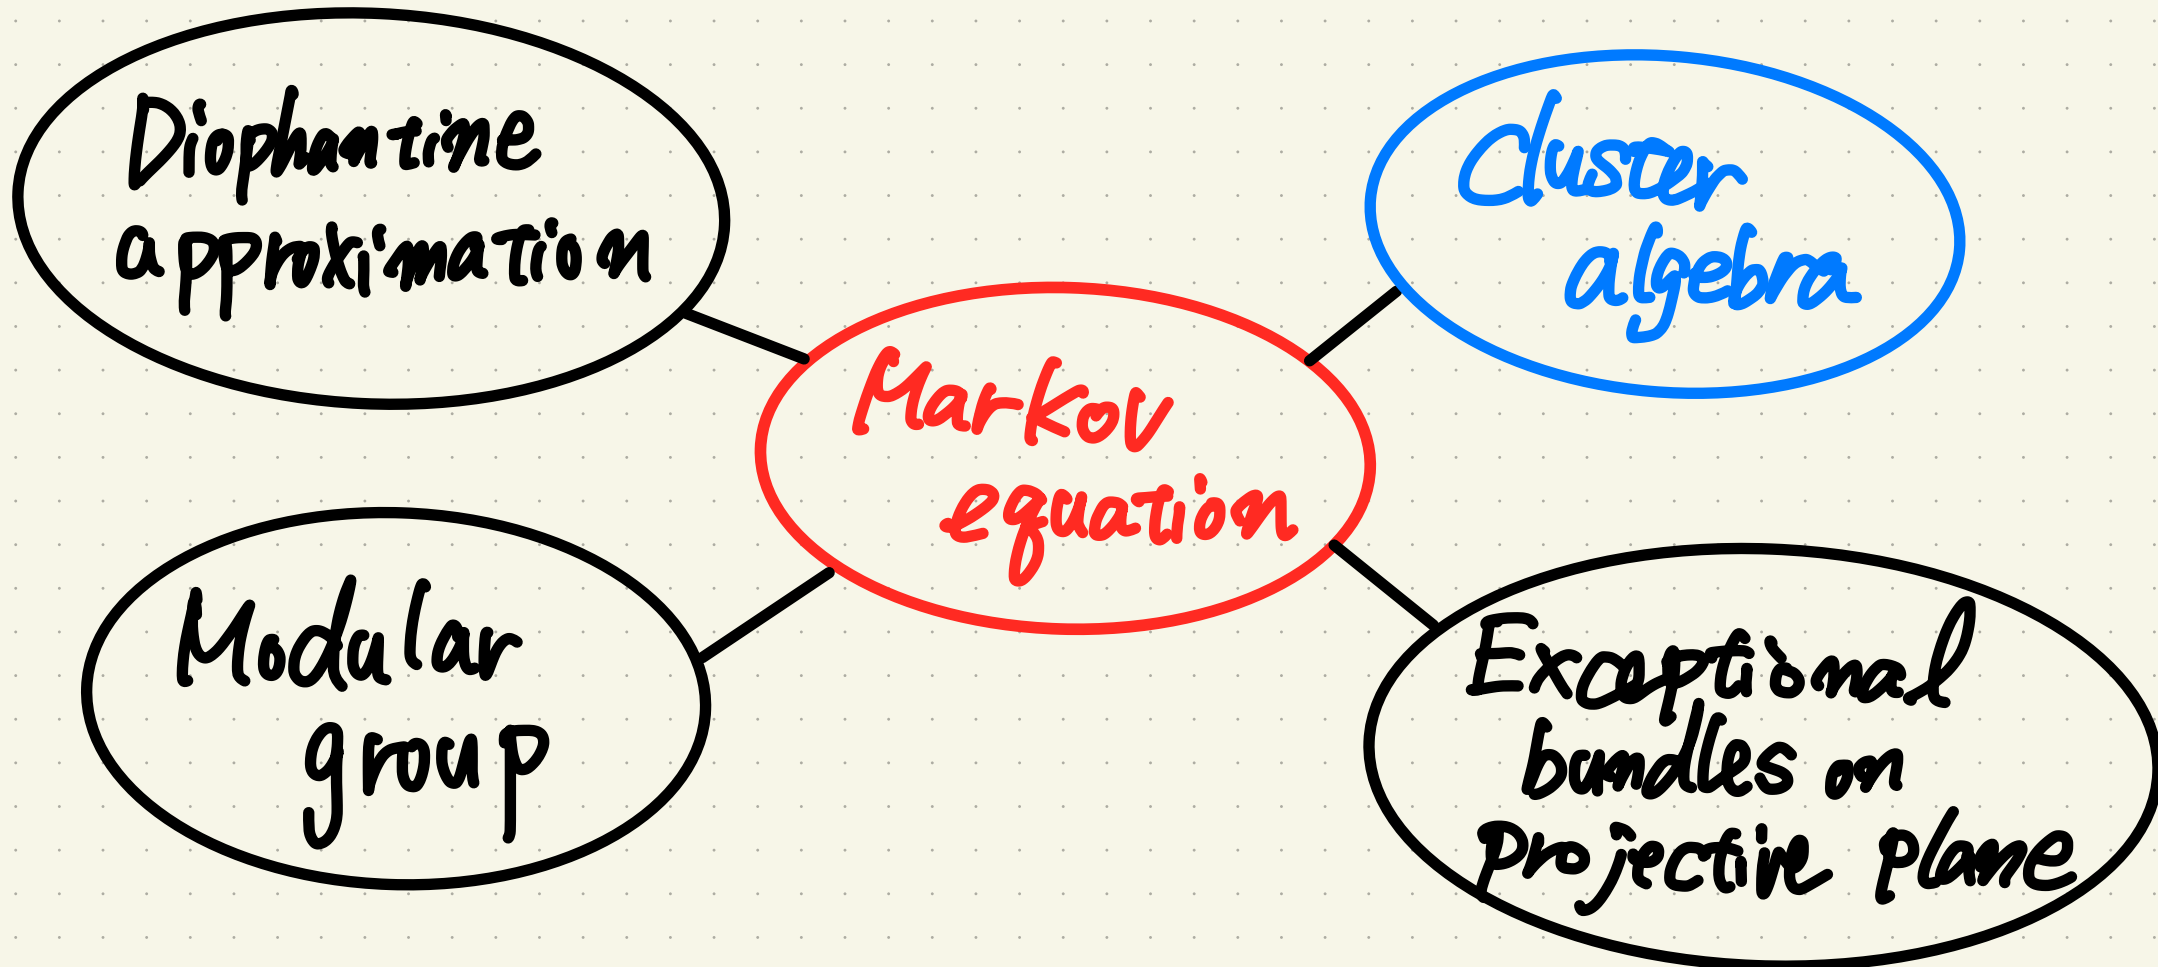 Diophantine
approximation
Cluster
algebra
Markov
equation
Modular
group
Exceptional
bundles on
projective plane